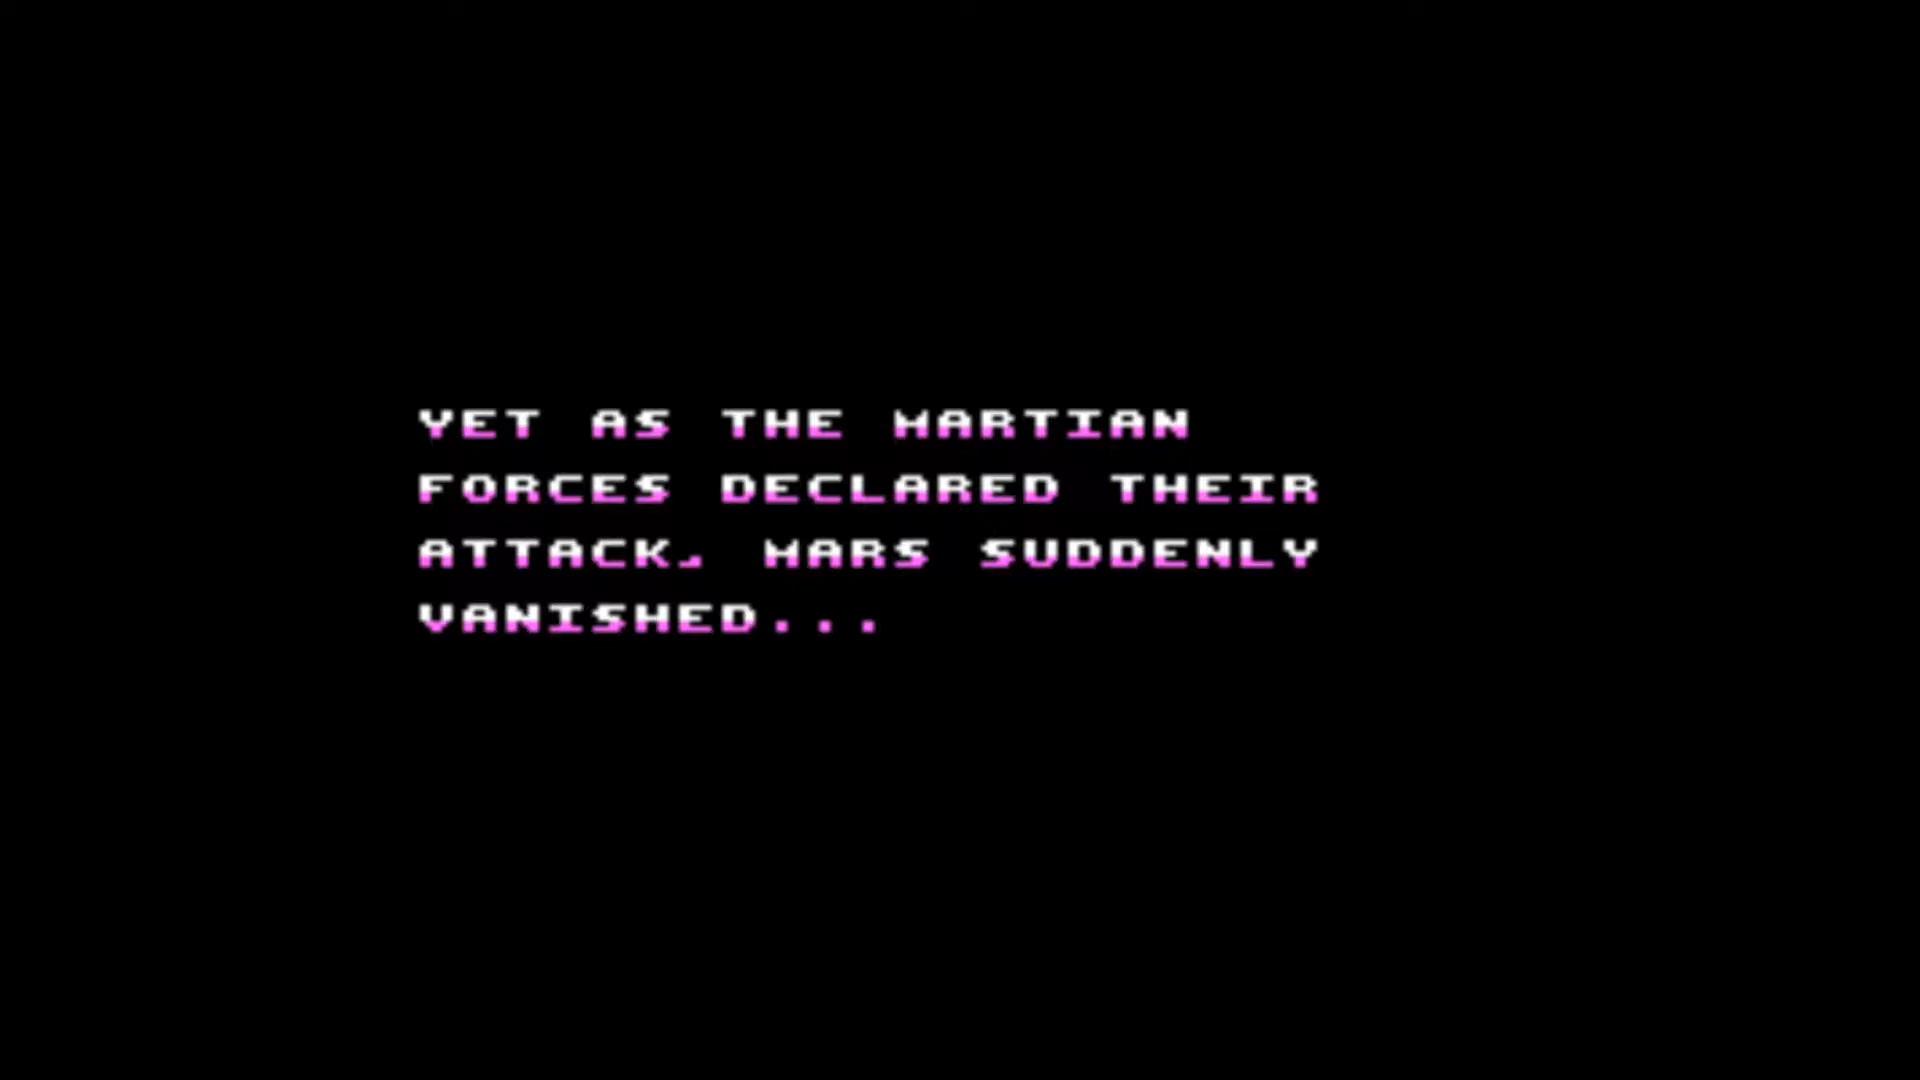 YET AS THE MARTIAN
FORCES DECLARED THEIR
ATTACK, MARS SUDDENLY
VANISHED...